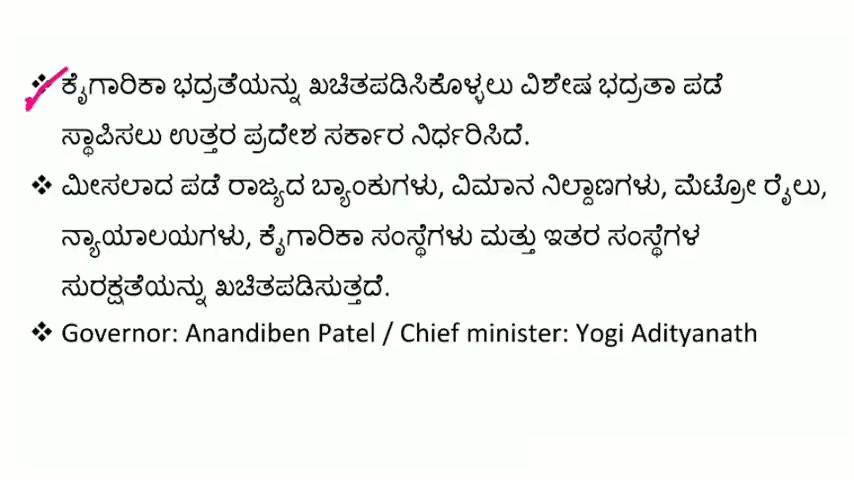 ❖ ಕೈಗಾರಿಕಾ ಭದ್ರತೆಯನ್ನು ಖಚಿತಪಡಿಸಿಕೊಳ್ಳಲು ವಿಶೇಷ ಭದ್ರತಾ ಪಡೆ
ಸ್ಥಾಪಿಸಲು ಉತ್ತರ ಪ್ರದೇಶ ಸರ್ಕಾರ ನಿರ್ಧರಿಸಿದೆ.
❖ ಮೀಸಲಾದ ಪಡೆ ರಾಜ್ಯದ ಬ್ಯಾಂಕುಗಳು, ವಿಮಾನ ನಿಲ್ದಾಣಗಳು, ಮೆಟ್ರೋ ರೈಲು,
ನ್ಯಾಯಾಲಯಗಳು, ಕೈಗಾರಿಕಾ ಸಂಸ್ಥೆಗಳು ಮತ್ತು ಇತರ ಸಂಸ್ಥೆಗಳ
ಸುರಕ್ಷತೆಯನ್ನು ಖಚಿತಪಡಿಸುತ್ತದೆ.
❖ Governor: Anandiben Patel / Chief minister: Yogi Adityanath